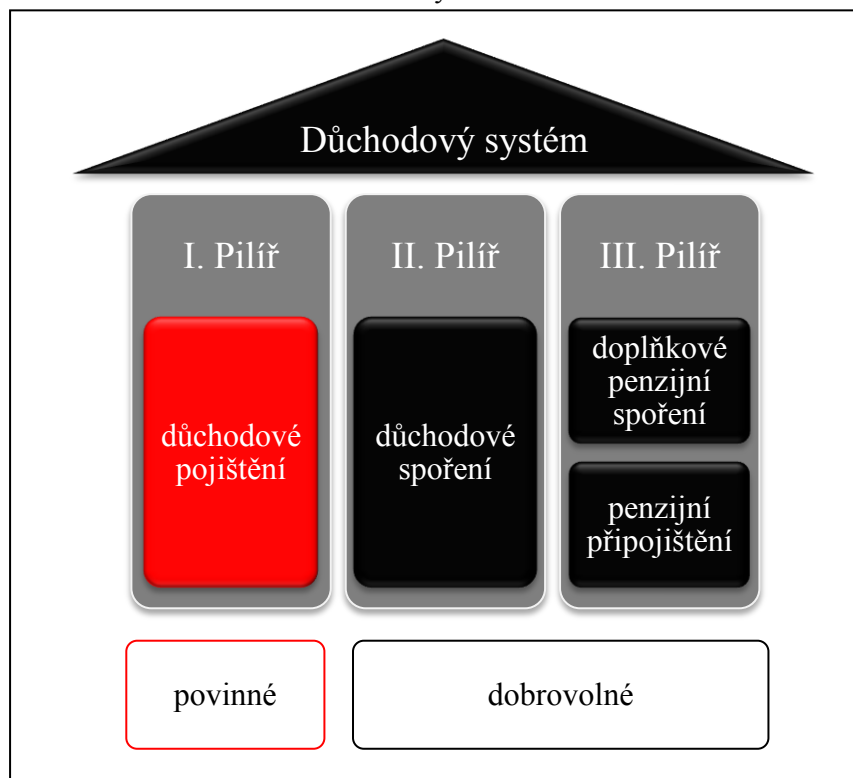 Důchodový systém
I. Pilíř
II. Pilíř
III. Pilíř
důchodové
pojištění
důchodové
spoření
doplňkové
penzijní
spoření
penzijní
připojištění
povinné
dobrovolné